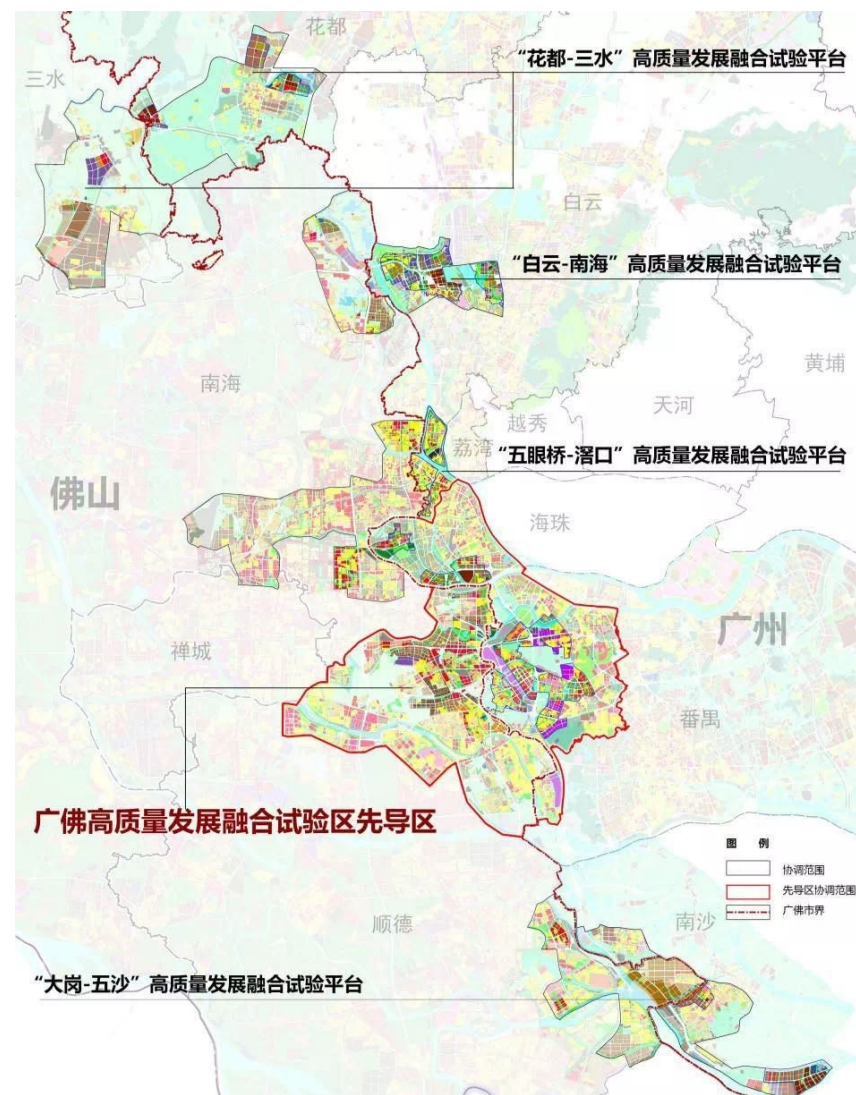 花都
“花都-三水”高质量发展融合试验平台
三水
白云
“白云-南海”高质量发展融合试验平台
黄埔
南海
天河
越秀
荔湾
“五眼桥-滘口”高质量发展融合试验平台
佛山
海珠
广州
禅城
番禺
广佛高质量发展融合试验区先导区
图 例
协调范围
先导区协调范围
广佛市界
顺德
南沙
“大岗-五沙”高质量发展融合试验平台